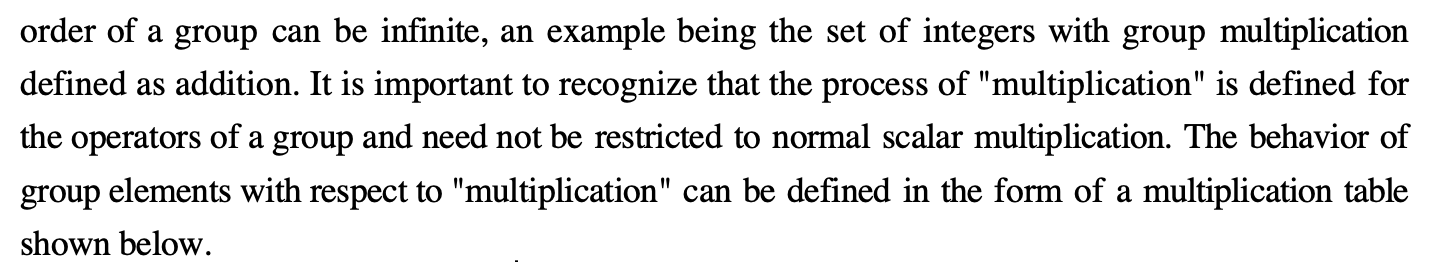 order of a group can be infinite, an example being the set of integers with group multiplication
defined as addition. It is important to recognize that the process of "multiplication" is defined for
the operators of a group and need not be restricted to normal scalar multiplication. The behavior of
group elements with respect to "multiplication" can be defined in the form of a multiplication table
shown below.